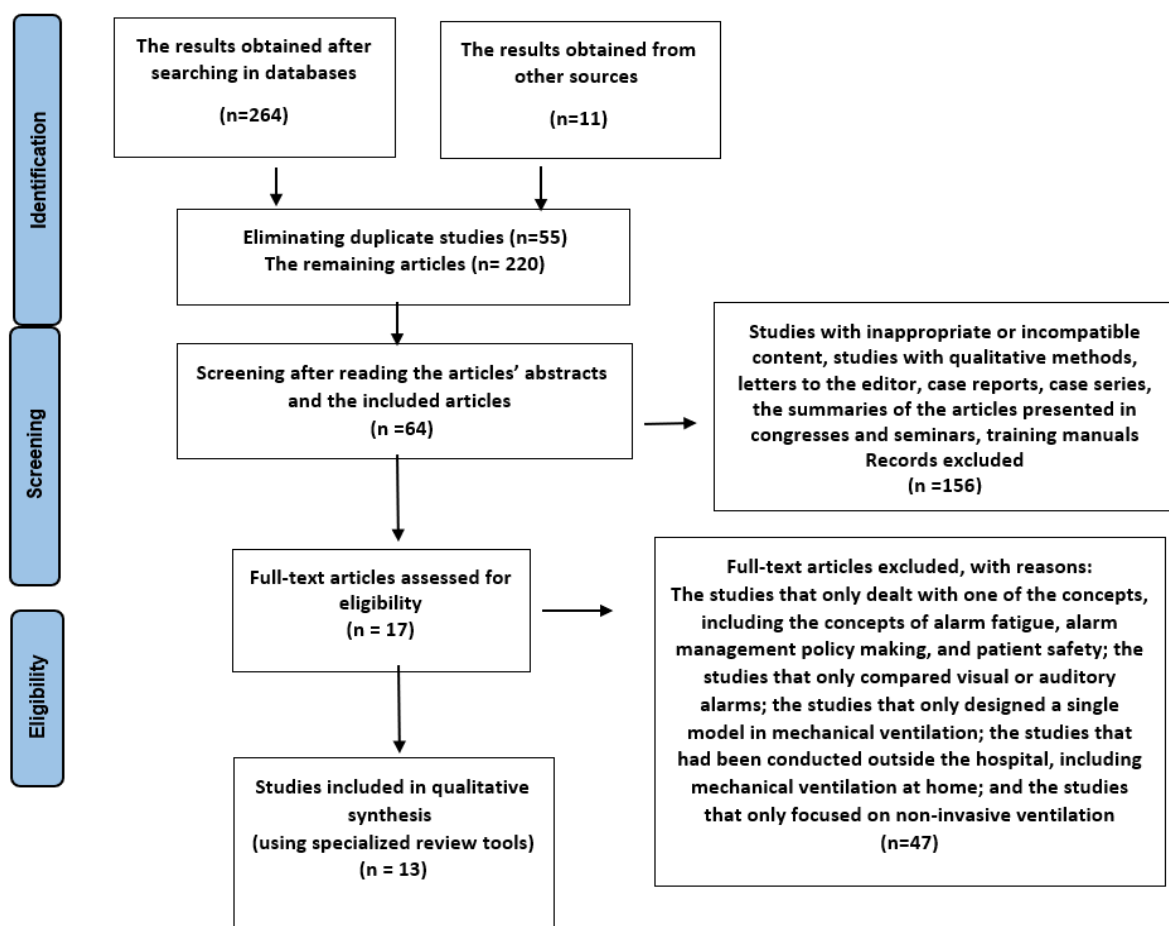 Identification
The results obtained after
searching in databases
(n=264)
The results obtained from
other sources
(n=11)
Eliminating duplicate studies (n=55)
The remaining articles (n= 220)
Screening
Screening after reading the articles’ abstracts
and the included articles
(n =64)
Studies with inappropriate or incompatible
content, studies with qualitative methods,
letters to the editor, case reports, case series,
the summaries of the articles presented in
congresses and seminars, training manuals
Records excluded
(n =156)
Full-text articles assessed for
eligibility
(n = 17)
Full-text articles excluded, with reasons:
The studies that only dealt with one of the concepts,
including the concepts of alarm fatigue, alarm
management policy making, and patient safety; the
studies that only compared visual or auditory
alarms; the studies that only designed a single
model in mechanical ventilation; the studies that
had been conducted outside the hospital, including
mechanical ventilation at home; and the studies
that only focused on non-invasive ventilation
(n=47)
Eligibility
Studies included in qualitative
synthesis
(using specialized review tools)
(n = 13)